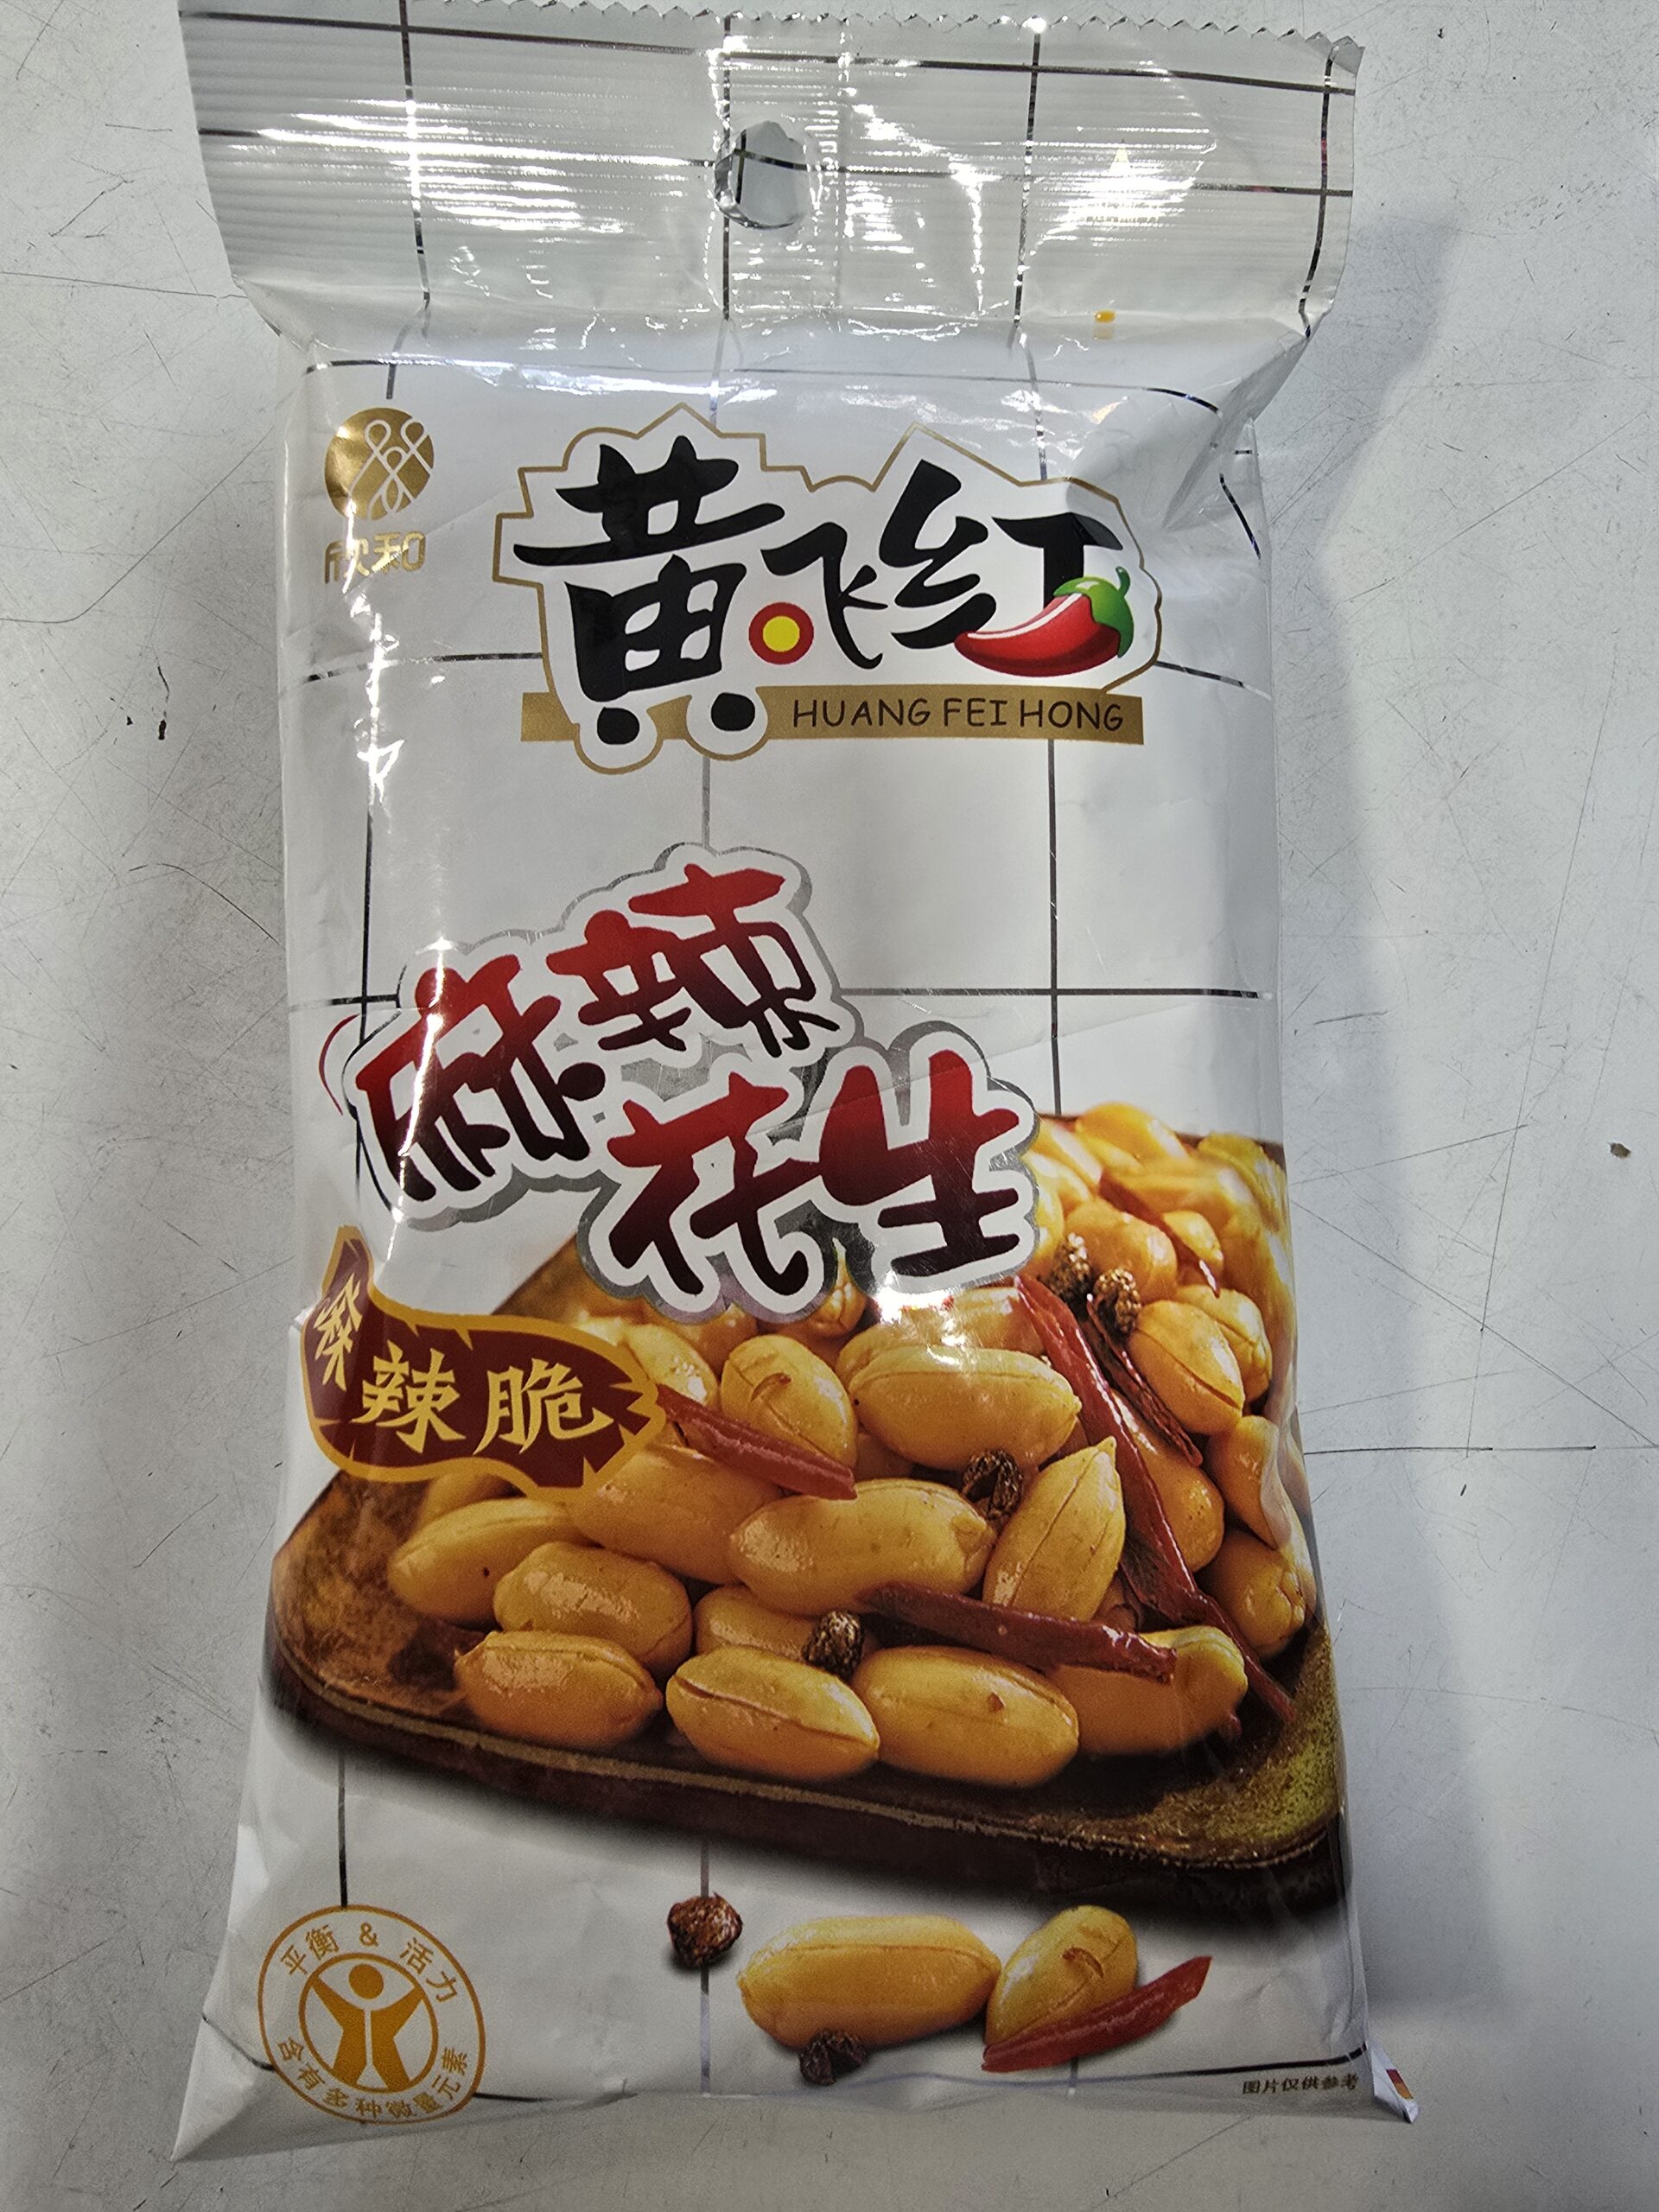 欣和
黄飞红
HUANG FEI HONG
麻辣
花生
辣脆
平衡 & 活力
含有多种微量元素
图片仅供参考